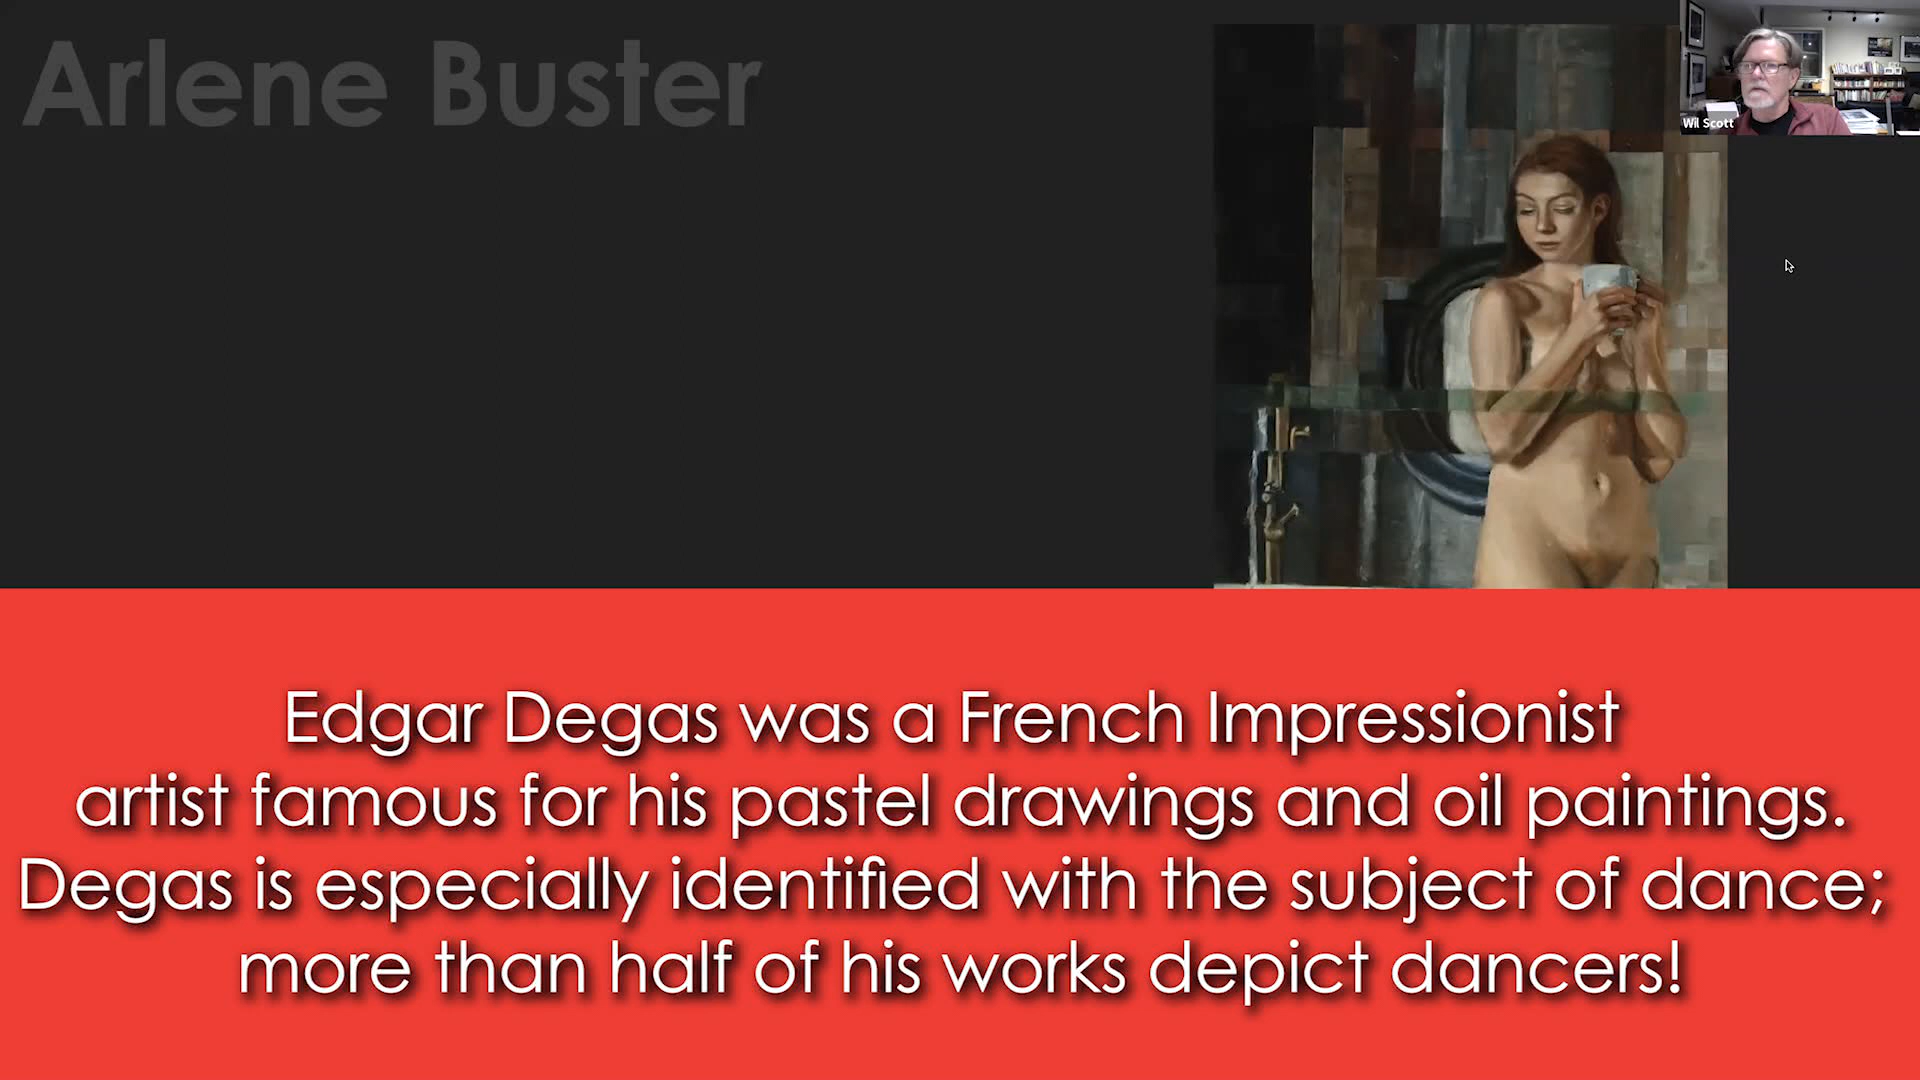 Arlene Buster
Wil Scott
Edgar Degas was a French Impressionist
artist famous for his pastel drawings and oil paintings.
Degas is especially identified with the subject of dance;
more than half of his works depict dancers!